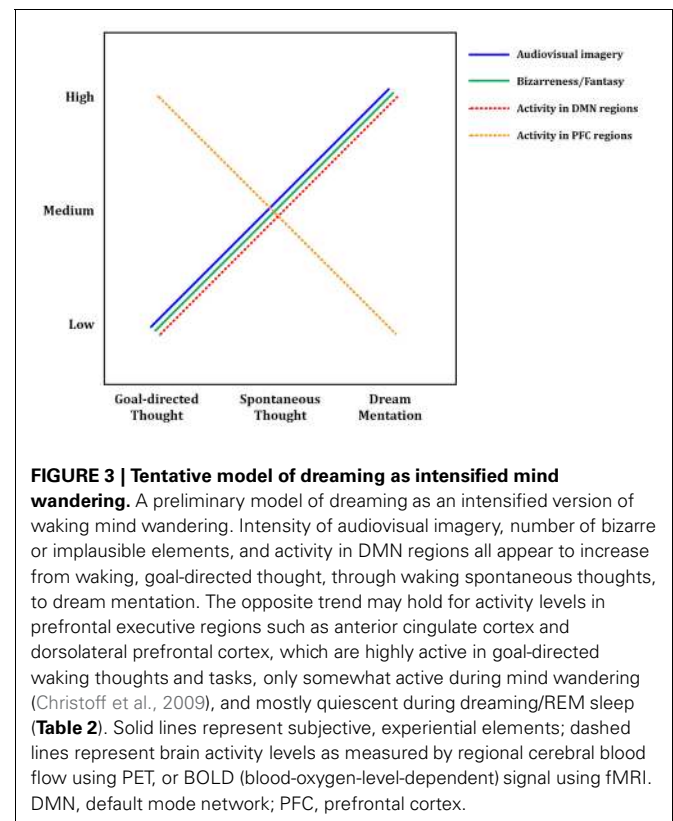 High
Medium
Low
Goal-directed
Thought
Spontaneous
Thought
Dream
Mentation
Audiovisual imagery
Bizarreness/Fantasy
Activity in DMN regions
Activity in PFC regions
FIGURE 3 | Tentative model of dreaming as intensified mind
wandering. A preliminary model of dreaming as an intensified version of
waking mind wandering. Intensity of audiovisual imagery, number of bizarre
or implausible elements, and activity in DMN regions all appear to increase
from waking, goal-directed thought, through waking spontaneous thoughts,
to dream mentation. The opposite trend may hold for activity levels in
prefrontal executive regions such as anterior cingulate cortex and
dorsolateral prefrontal cortex, which are highly active in goal-directed
waking thoughts and tasks, only somewhat active during mind wandering
(Christoff et al., 2009), and mostly quiescent during dreaming/REM sleep
(Table 2). Solid lines represent subjective, experiential elements; dashed
lines represent brain activity levels as measured by regional cerebral blood
flow using PET, or BOLD (blood-oxygen-level-dependent) signal using fMRI.
DMN, default mode network; PFC, prefrontal cortex.